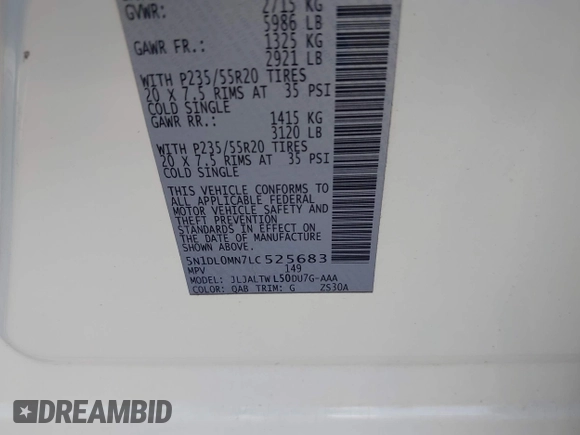 GVWR: 2715 KG
5986 LB
GAWR FR.: 1325 KG
2921 LB
WITH P235/55R20 TIRES
20 X 7.5 RIMS AT 35 PSI
COLD SINGLE
GAWR RR.: 1415 KG
3120 LB
WITH P235/55R20 TIRES
20 X 7.5 RIMS AT 35 PSI
COLD SINGLE
THIS VEHICLE CONFORMS TO
ALL APPLICABLE FEDERAL
MOTOR VEHICLE SAFETY AND
THEFT PREVENTION
STANDARDS IN EFFECT ON
THE DATE OF MANUFACTURE
SHOWN ABOVE.
5N1DL0MN7LC525683
MPV 149
MODEL: JLJALTWL50UU7G-AAA
COLOR: QAB TRIM: G ZS30A
DREAMBID